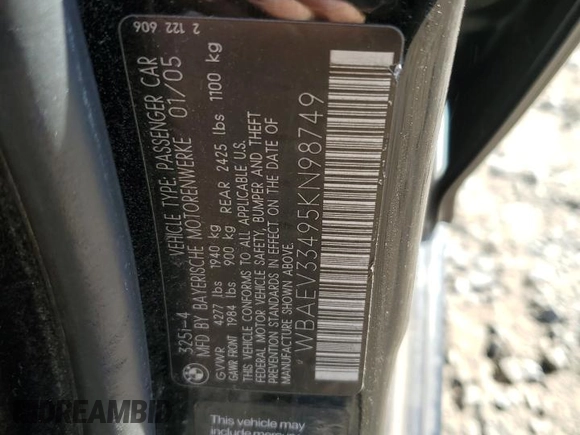 325i-4
VEHICLE TYPE: PASSENGER CAR
MFD BY BAYERISCHE MOTORENWERKE 01/05
GVWR 4277 lbs 1940 kg
GAWR FRONT 1984 lbs 900 kg REAR 2425 lbs 1100 kg
THIS VEHICLE CONFORMS TO ALL APPLICABLE U.S.
FEDERAL MOTOR VEHICLE SAFETY, BUMPER AND THEFT
PREVENTION STANDARDS IN EFFECT ON THE DATE OF
MANUFACTURE SHOWN ABOVE.
WBAEV33495KN98749
2 122 606
This vehicle may
DREAMBID